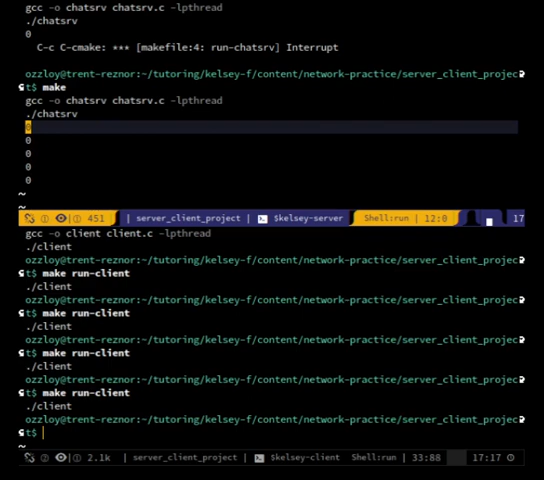 gcc -o chatsrv chatsrv.c -lpthread
./chatsrv
0
C-c C-cmake: *** [makefile:4: run-chatsrv] Interrupt
ozzloy@trent-reznor:~/tutoring/kelsey-f/content/network-practice/server_client_projec
t$ make
gcc -o chatsrv chatsrv.c -lpthread
./chatsrv
0
0
0
0
0
~
~
451 | server_client_project | $kelsey-server Shell:run | 12:0 17
gcc -o client client.c -lpthread
./client
ozzloy@trent-reznor:~/tutoring/kelsey-f/content/network-practice/server_client_projec
t$ make run-client
./client
ozzloy@trent-reznor:~/tutoring/kelsey-f/content/network-practice/server_client_projec
t$ make run-client
./client
ozzloy@trent-reznor:~/tutoring/kelsey-f/content/network-practice/server_client_projec
t$ make run-client
./client
ozzloy@trent-reznor:~/tutoring/kelsey-f/content/network-practice/server_client_projec
t$ make run-client
./client
ozzloy@trent-reznor:~/tutoring/kelsey-f/content/network-practice/server_client_projec
t$
~
2.1k | server_client_project | $kelsey-client Shell:run | 33:88 17:17